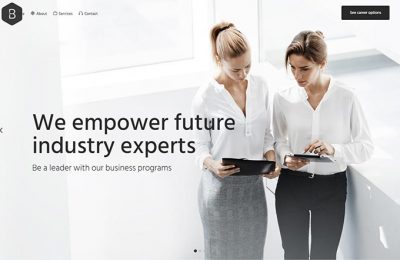 B
About
Services
Contact
See career options
We empower future
industry experts
Be a leader with our business programs